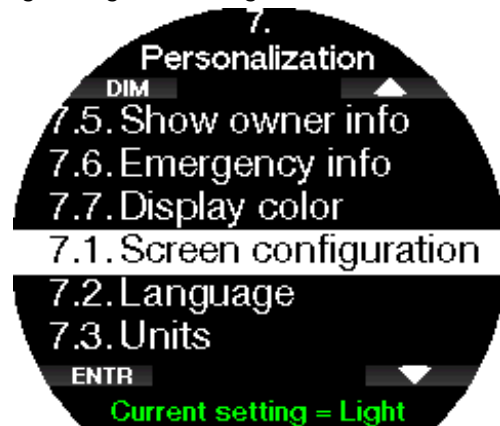 7.
Personalization
DIM
7.5. Show owner info
7.6. Emergency info
7.7. Display color
7.1. Screen configuration
7.2. Language
7.3. Units
ENTR
Current setting = Light